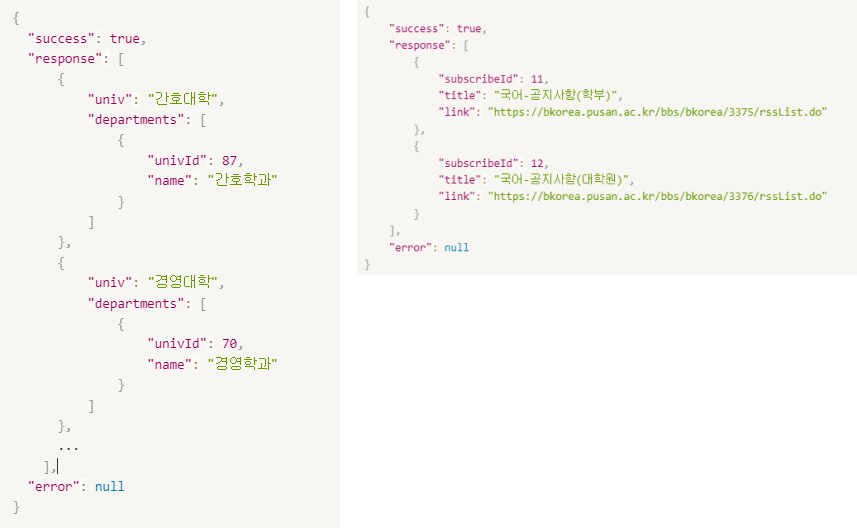 {
"success": true,
"response": [
{
"univ": "간호대학",
"departments": [
{
"univId": 87,
"name": "간호학과"
}
]
},
{
"univ": "경영대학",
"departments": [
{
"univId": 70,
"name": "경영학과"
}
]
},
...
],
"error": null
}
{
"success": true,
"response": [
{
"subscribeId": 11,
"title": "국어-공지사항(학부)",
"link": "https://bkorea.pusan.ac.kr/bbs/bkorea/3375/rssList.do"
},
{
"subscribeId": 12,
"title": "국어-공지사항(대학원)",
"link": "https://bkorea.pusan.ac.kr/bbs/bkorea/3376/rssList.do"
}
],
"error": null
}